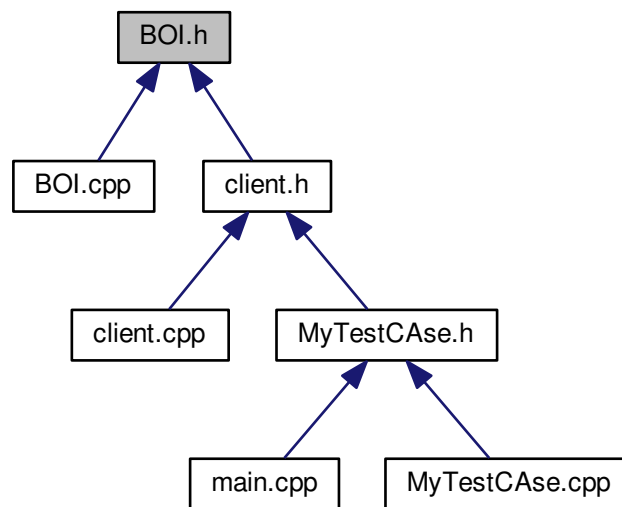 BOI.h
BOI.cpp
client.h
client.cpp
MyTestCAse.h
main.cpp
MyTestCAse.cpp